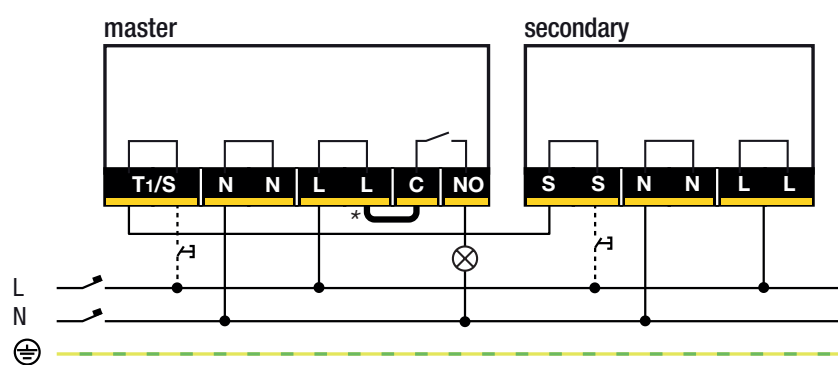 master secondary
T1/S N N L L C NO S S N N L L
*
L
N